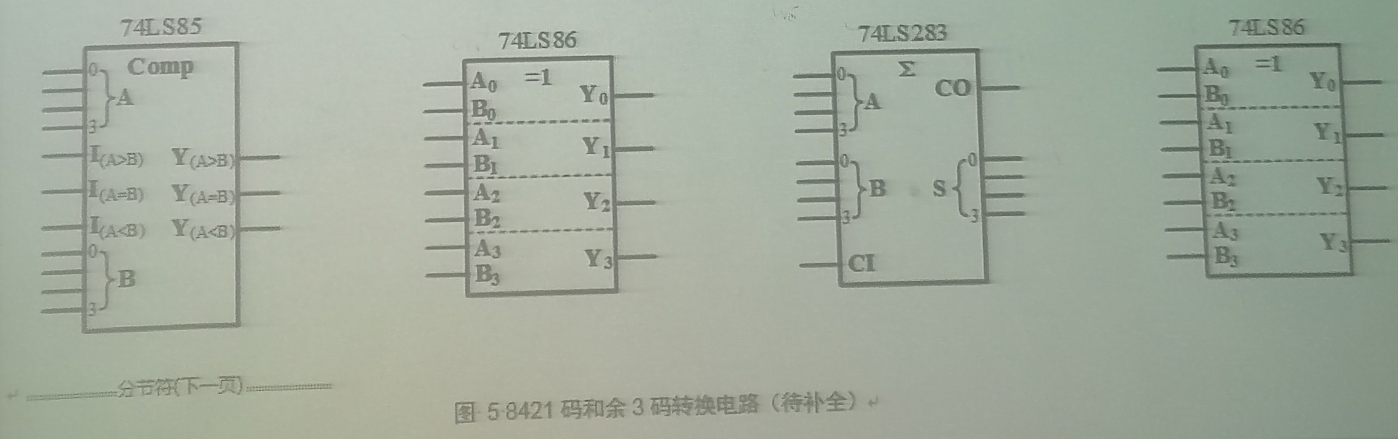 74LS85
0 Comp
A
3
I(A>B) Y(A>B)
I(A=B) Y(A=B)
I(A<B) Y(A<B)
0
B
3
74LS86
A0 =1
Y0
B0
A1
Y1
B1
A2
Y2
B2
A3
Y3
B3
74LS283
0 Σ
CO
A
3
0 0
B S
3 3
CI
74LS86
A0 =1
Y0
B0
A1
Y1
B1
A2
Y2
B2
A3
Y3
B3
分节符(下一页)
图 5·8421 码和余 3 码转换电路（待补全）